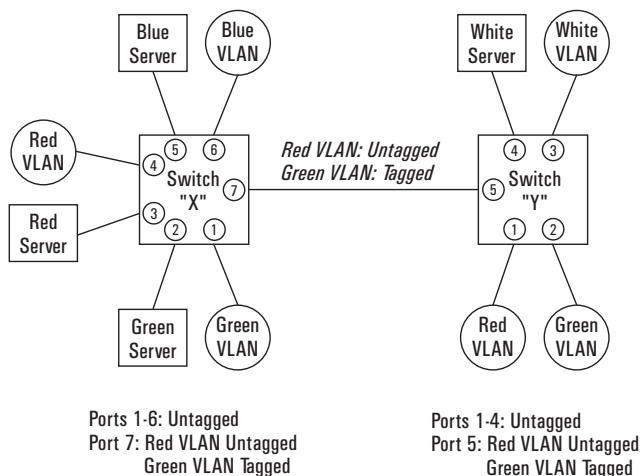 Blue
Server
Blue
VLAN
White
Server
White
VLAN
Red
VLAN
5
6
4
Switch
"X"
7
3
2
1
Red VLAN: Untagged
Green VLAN: Tagged
4
3
Switch
"Y"
5
1
2
Red
Server
Green
Server
Green
VLAN
Red
VLAN
Green
VLAN
Ports 1-6: Untagged
Port 7: Red VLAN Untagged
Green VLAN Tagged
Ports 1-4: Untagged
Port 5: Red VLAN Untagged
Green VLAN Tagged